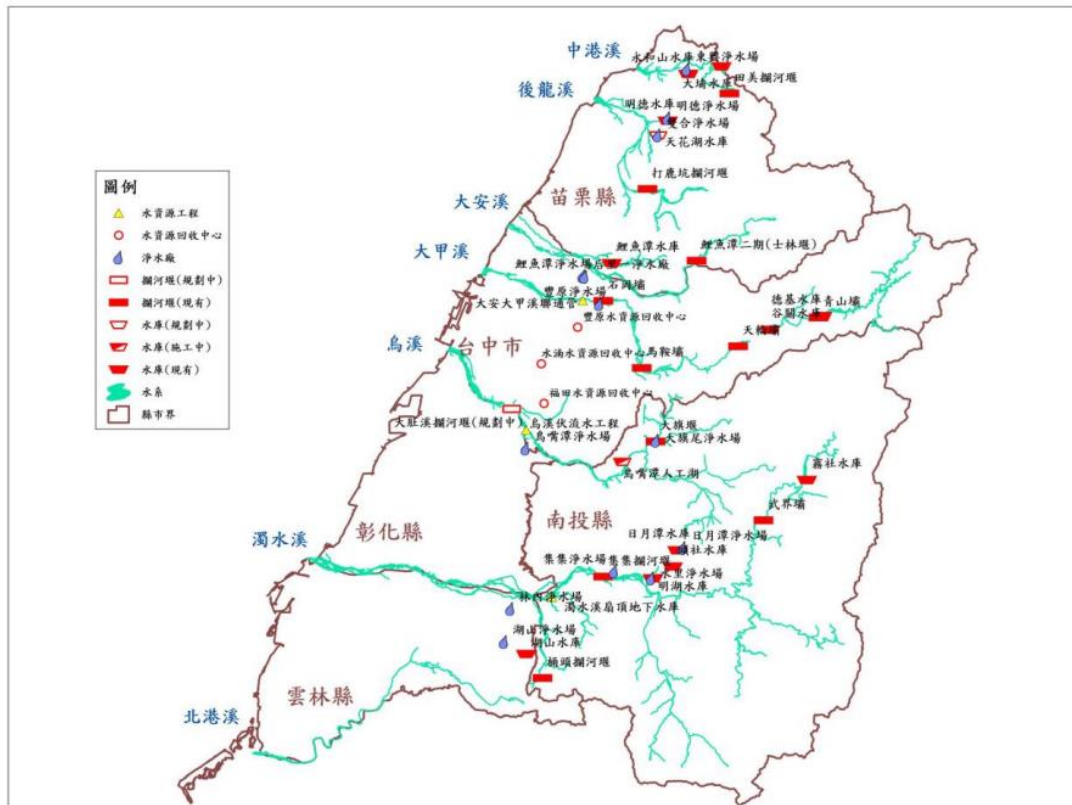 中港溪
永和山水庫東興淨水場
大埔水庫
田美攔河堰
後龍溪
明德水庫
明德淨水場
雙合淨水場
天花湖水庫
打鹿坑攔河堰
苗栗縣
圖例
水資源工程
水資源回收中心
淨水廠
攔河堰(規劃中)
攔河堰(現有)
水庫(規劃中)
水庫(施工中)
水庫(現有)
水系
縣市界
大安溪
大甲溪
鯉魚潭水庫
鯉魚潭二期(士林堰)
鯉魚潭淨水場后里一淨水廠
石岡壩
豐原淨水場
大安大甲溪聯通管
豐原水資源回收中心
德基水庫
青山壩
谷關水庫
天輪壩
烏溪
台中市
水湳水資源回收中心
馬鞍壩
福田水資源回收中心
大肚溪攔河堰(規劃中)
烏溪伏流水工程
鳥嘴潭淨水場
大旗堰
大旗尾淨水場
鳥嘴潭人工湖
霧社水庫
武界壩
南投縣
彰化縣
日月潭水庫
日月潭淨水場
頭社水庫
濁水溪
集集淨水場
集集攔河堰
水里淨水場
明湖水庫
林內淨水場
濁水溪扇頂地下水庫
湖山淨水場
湖山水庫
桶頭攔河堰
雲林縣
北港溪